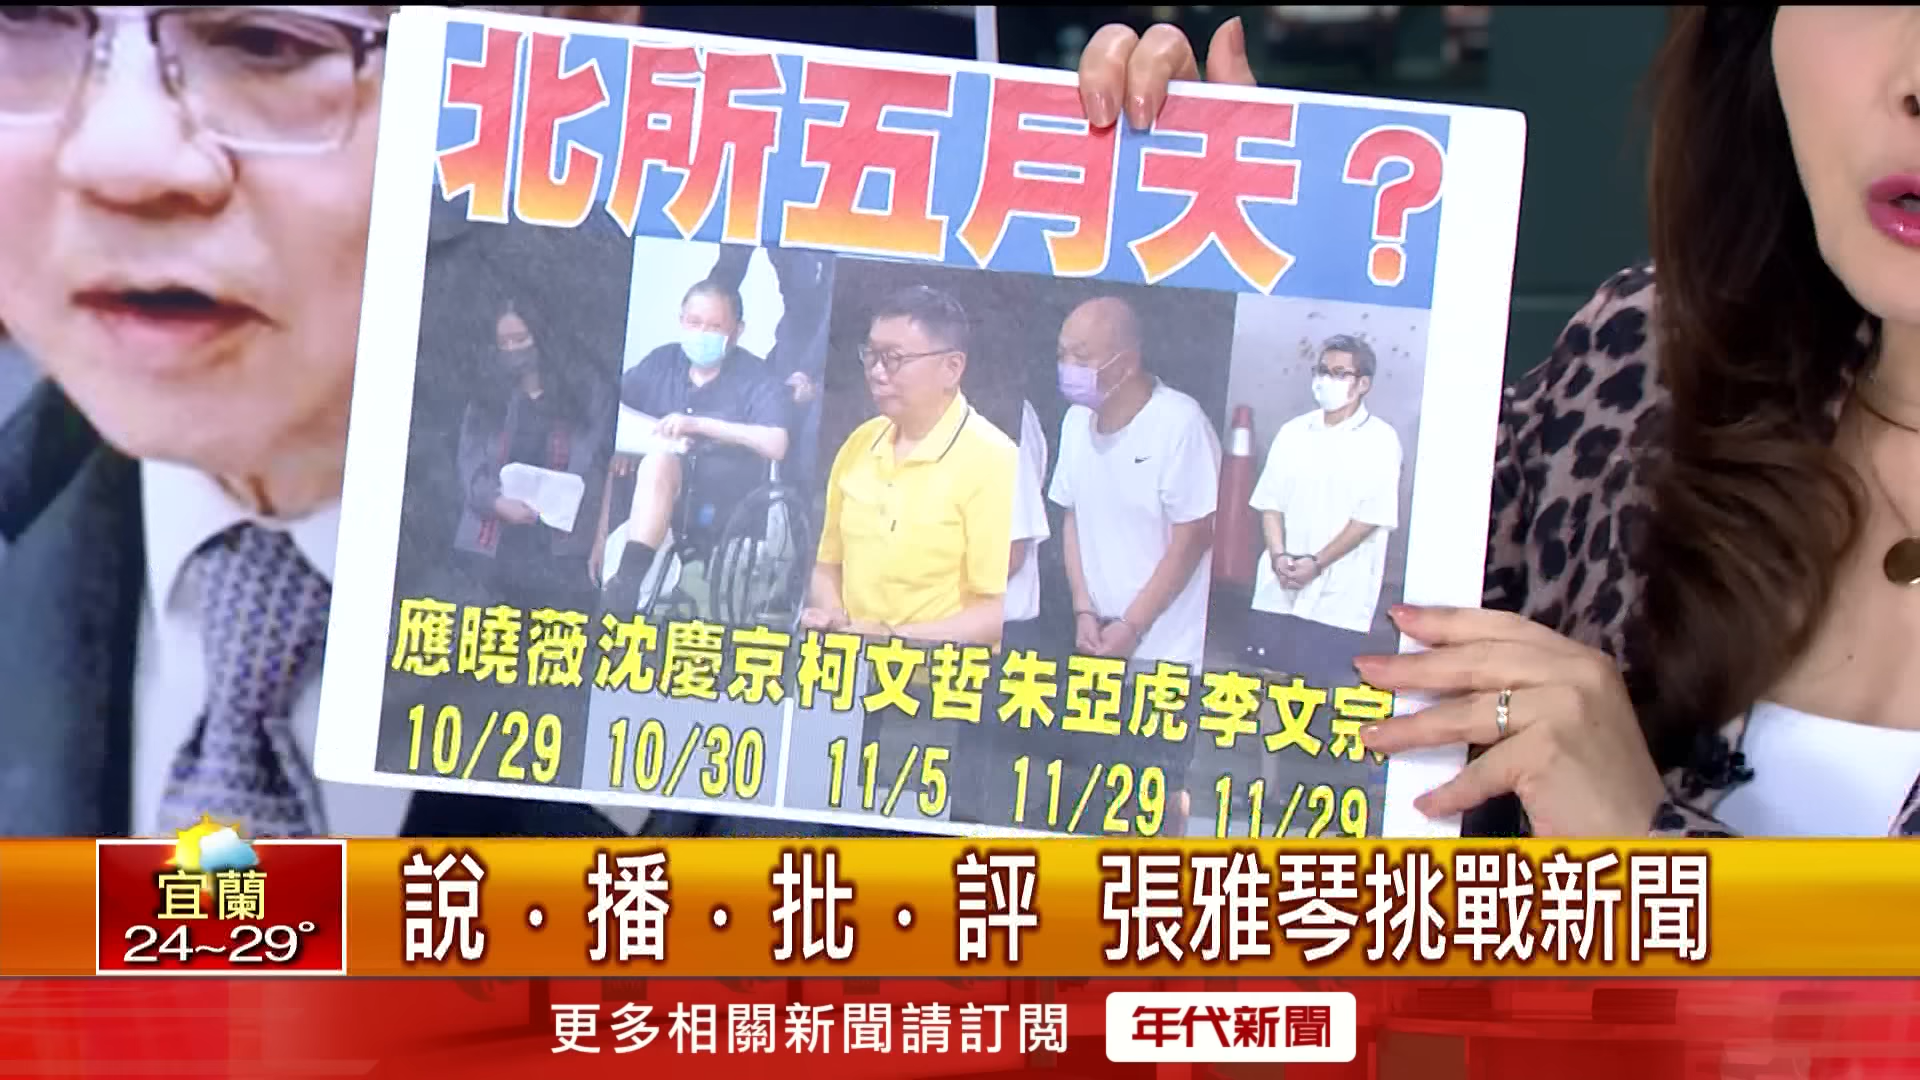 北所五月天？
應曉薇 沈慶京 柯文哲 朱亞虎 李文宗
10/29 10/30 11/5 11/29 11/29
宜蘭
24~29°
說．播．批．評 張雅琴挑戰新聞
更多相關新聞請訂閱 年代新聞